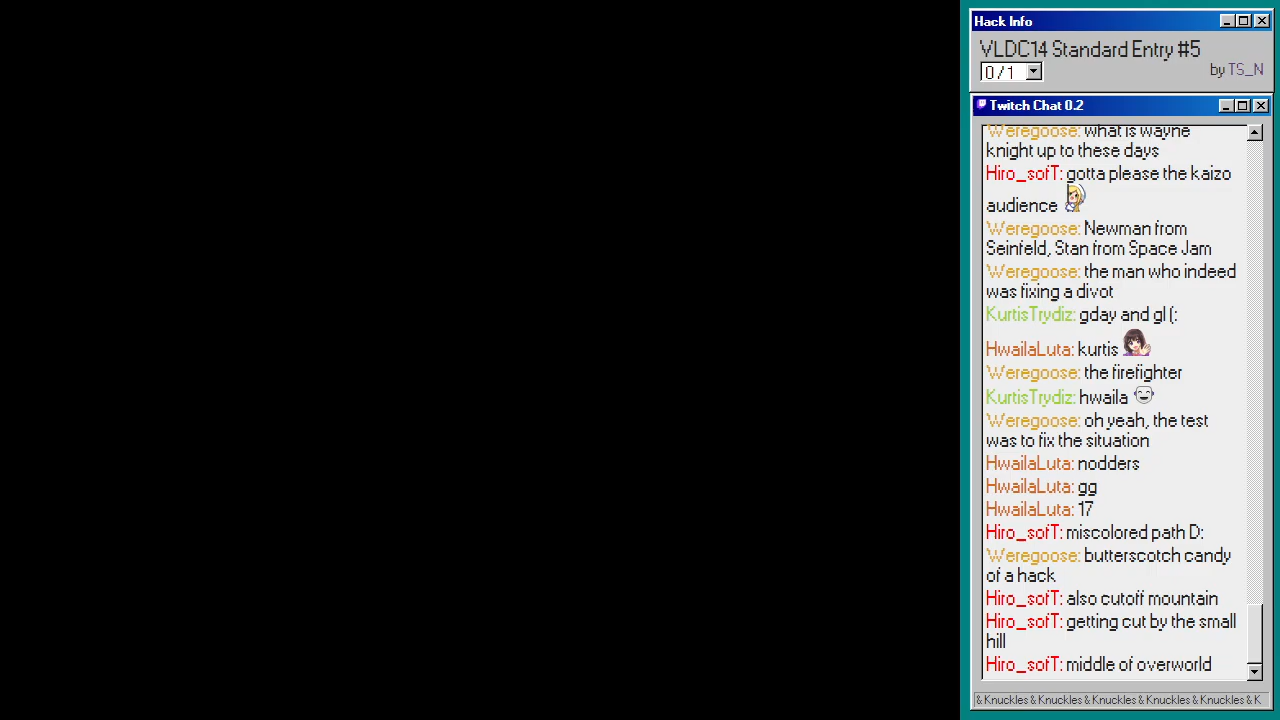 Hack Info
VLDC14 Standard Entry #5
0/1
by TS_N
Twitch Chat 0.2
Weregoose: what is wayne
knight up to these days
Hiro_sofT: gotta please the kaizo
audience
Weregoose: Newman from
Seinfeld, Stan from Space Jam
Weregoose: the man who indeed
was fixing a divot
KurtisTrydiz: gday and gl (:
HwailaLuta: kurtis
Weregoose: the firefighter
KurtisTrydiz: hwaila
Weregoose: oh yeah, the test
was to fix the situation
HwailaLuta: nodders
HwailaLuta: gg
HwailaLuta: 17
Hiro_sofT: miscolored path D:
Weregoose: butterscotch candy
of a hack
Hiro_sofT: also cutoff mountain
Hiro_sofT: getting cut by the small
hill
Hiro_sofT: middle of overworld
& Knuckles & Knuckles & Knuckles & Knuckles & Knuckles & K